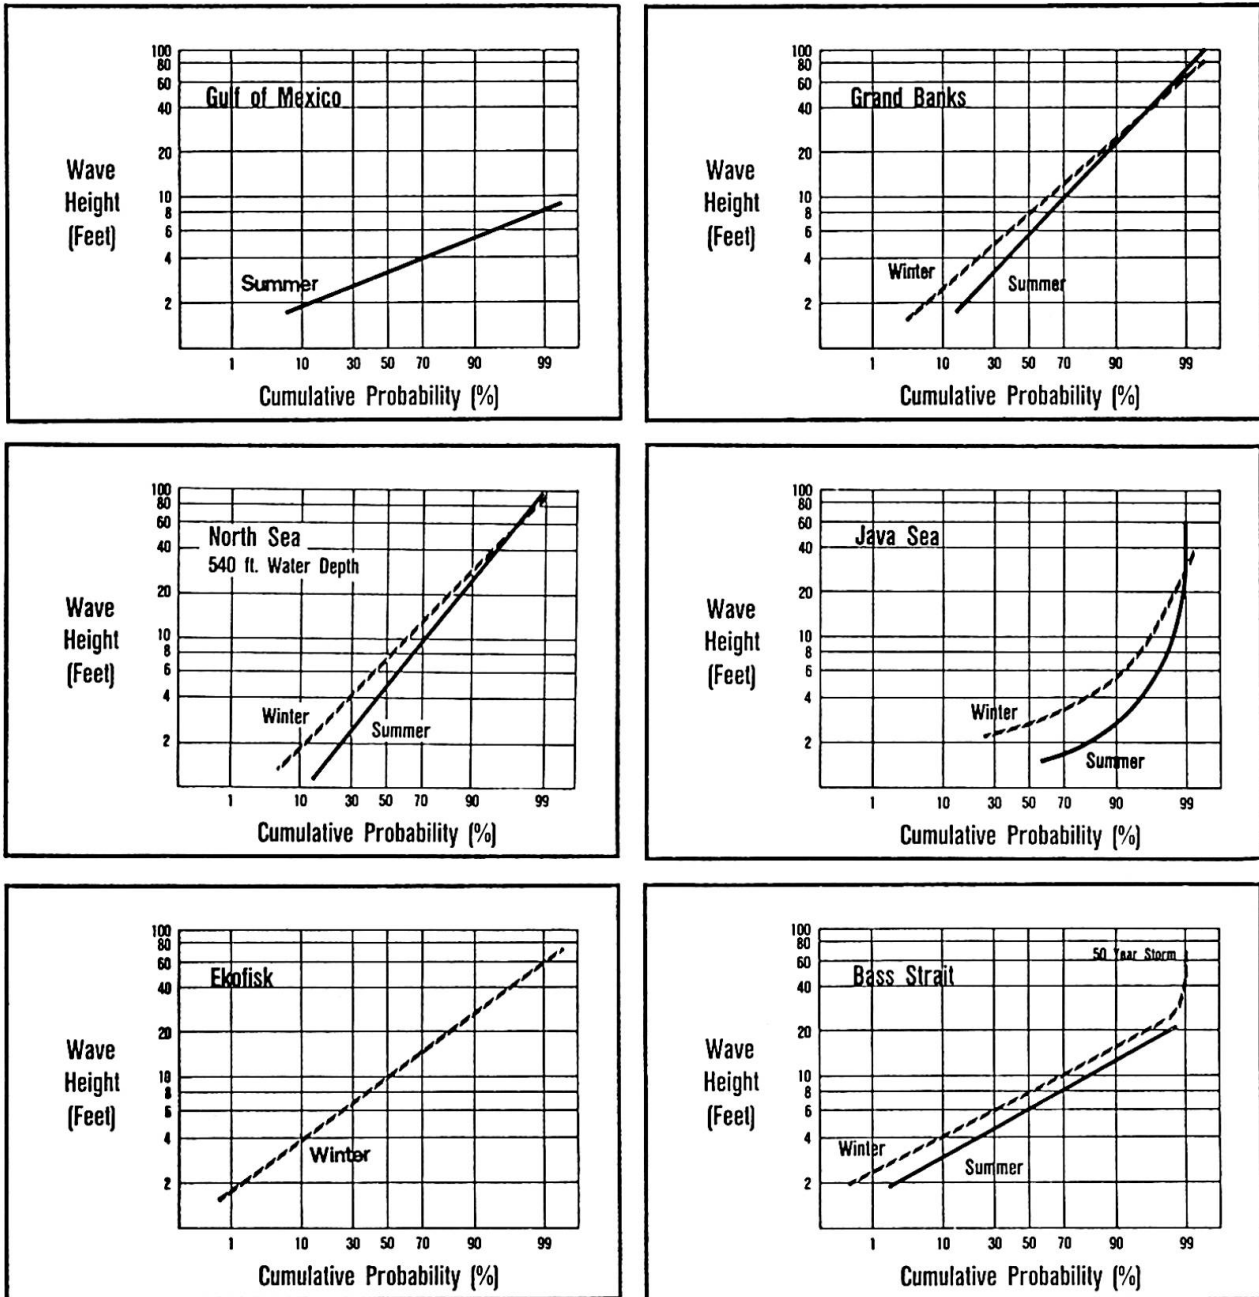 100
80
60
40
20
10
8
6
4
2
Gulf of Mexico
Wave
Height
(Feet)
Summer
1 10 30 50 70 90 99
Cumulative Probability (%)
100
80
60
40
20
10
8
6
4
2
Grand Banks
Wave
Height
(Feet)
Winter
Summer
1 10 30 50 70 90 99
Cumulative Probability (%)
100
80
60
40
20
10
8
6
4
2
North Sea
540 ft. Water Depth
Wave
Height
(Feet)
Winter
Summer
1 10 30 50 70 90 99
Cumulative Probability (%)
100
80
60
40
20
10
8
6
4
2
Java Sea
Wave
Height
(Feet)
Winter
Summer
1 10 30 50 70 90 99
Cumulative Probability (%)
100
80
60
40
20
10
8
6
4
2
Ekofisk
Wave
Height
(Feet)
Winter
1 10 30 50 70 90 99
Cumulative Probability (%)
100
80
60
40
20
10
8
6
4
2
50 Year Storm
Bass Strait
Wave
Height
(Feet)
Winter
Summer
1 10 30 50 70 90 99
Cumulative Probability (%)